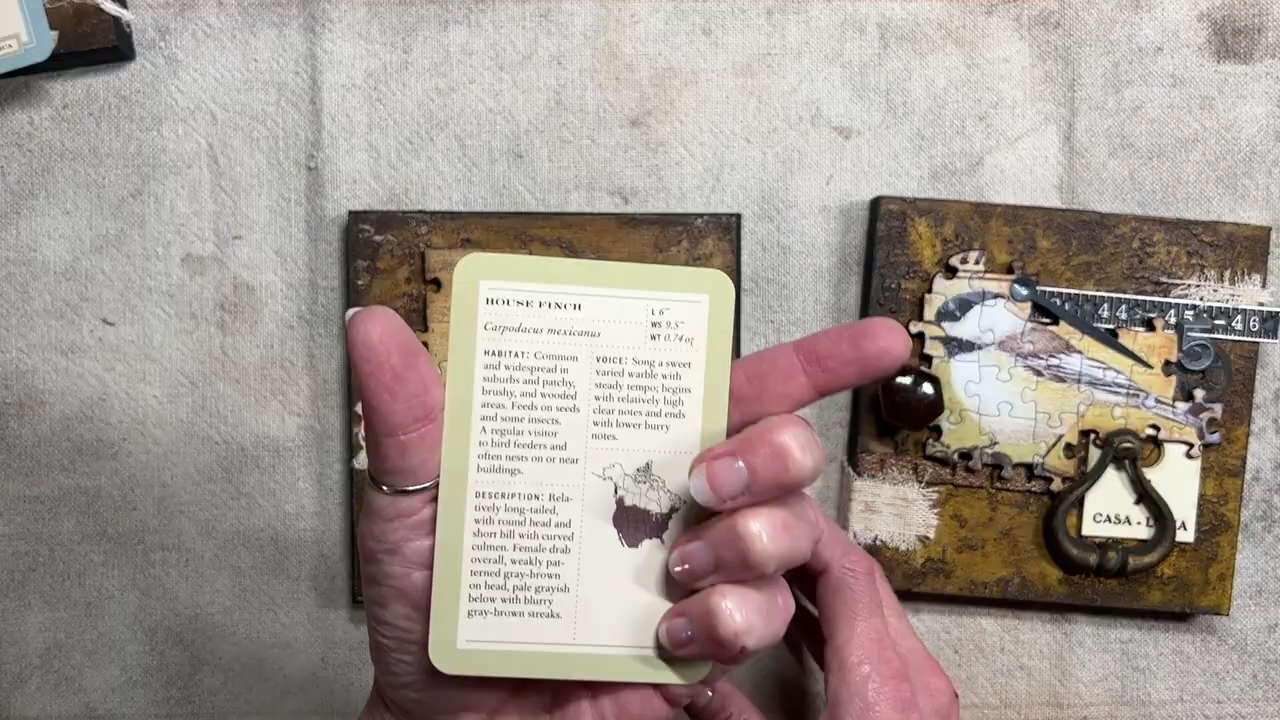 HOUSE FINCH
Carpodacus mexicanus
L 6"
WS 9.5"
WT 0.74 oz
HABITAT: Common
and widespread in
suburbs and patchy,
brushy, and wooded
areas. Feeds on seeds
and some insects.
A regular visitor
to bird feeders and
often nests on or near
buildings.
DESCRIPTION: Rela-
tively long-tailed,
with round head and
short bill with curved
culmen. Female drab
overall, weakly pat-
terned gray-brown
on head, pale grayish
below with blurry
gray-brown streaks.
VOICE: Song a sweet
varied warble with
steady tempo; begins
with relatively high
clear notes and ends
with lower burry
notes.
44 45 46
5
CASA